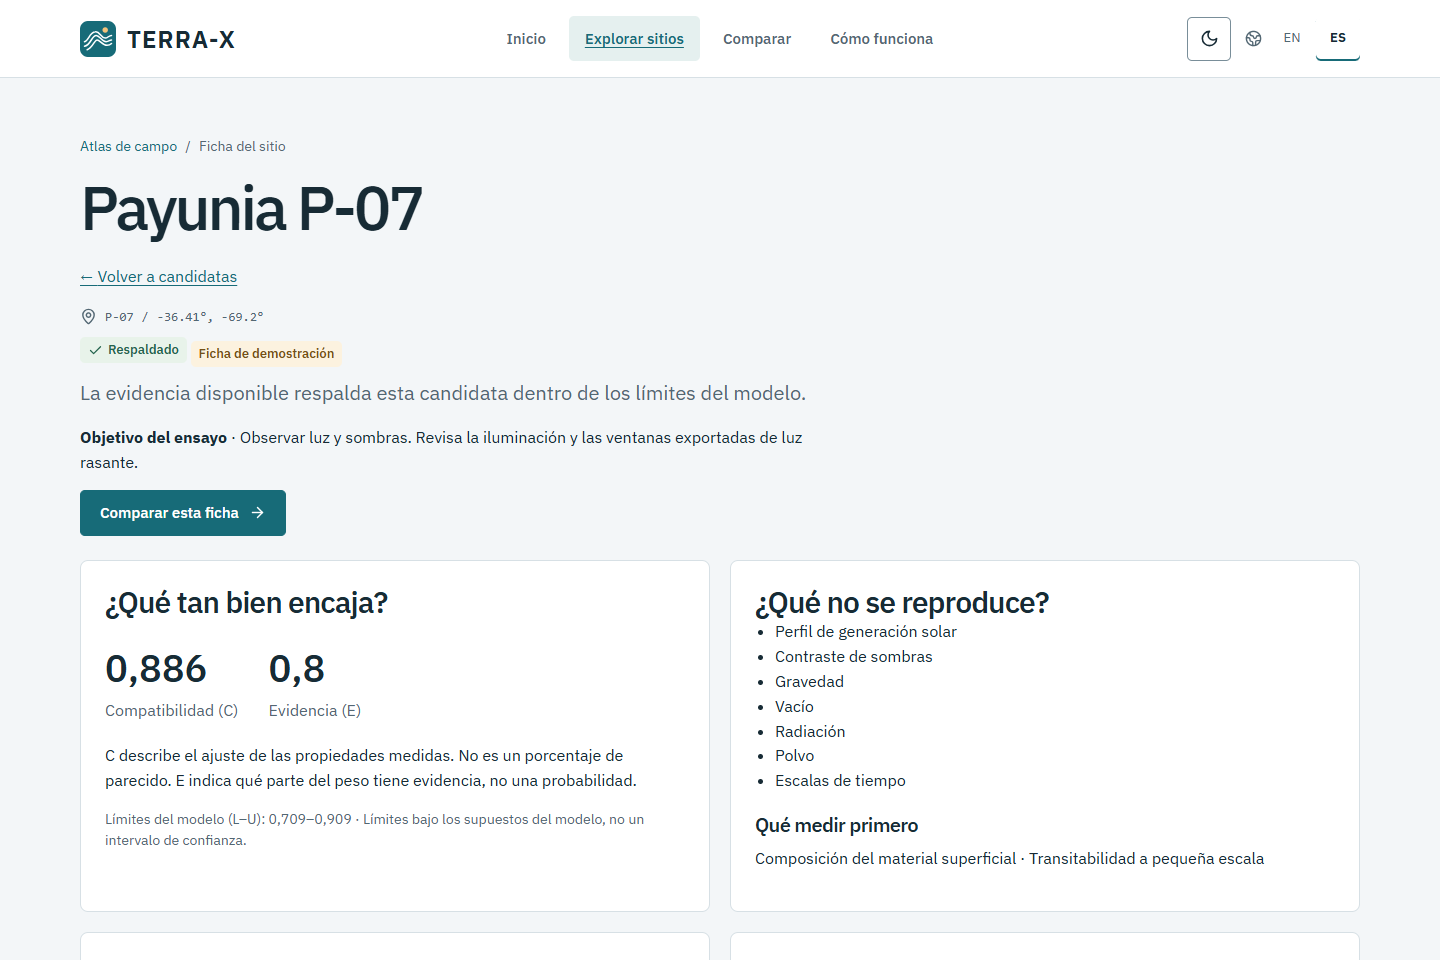 TERRA-X
Inicio
Explorar sitios
Comparar
Cómo funciona
EN
ES
Atlas de campo / Ficha del sitio
Payunia P-07
← Volver a candidatas
P-07 / -36.41°, -69.2°
Respaldado
Ficha de demostración
La evidencia disponible respalda esta candidata dentro de los límites del modelo.
Objetivo del ensayo · Observar luz y sombras. Revisa la iluminación y las ventanas exportadas de luz
rasante.
Comparar esta ficha →
¿Qué tan bien encaja?
0,886
0,8
Compatibilidad (C)
Evidencia (E)
C describe el ajuste de las propiedades medidas. No es un porcentaje de
parecido. E indica qué parte del peso tiene evidencia, no una probabilidad.
Límites del modelo (L–U): 0,709–0,909 · Límites bajo los supuestos del modelo, no un
intervalo de confianza.
¿Qué no se reproduce?
• Perfil de generación solar
• Contraste de sombras
• Gravedad
• Vacío
• Radiación
• Polvo
• Escalas de tiempo
Qué medir primero
Composición del material superficial · Transitabilidad a pequeña escala